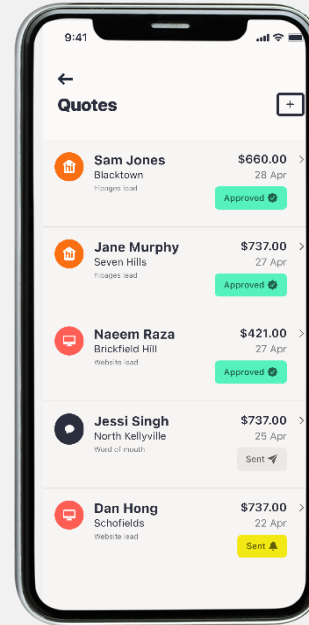 9:41
Quotes
+
Sam Jones
$660.00
Blacktown
28 Apr
hipages lead
Approved
Jane Murphy
$737.00
Seven Hills
27 Apr
hipages lead
Approved
Naeem Raza
$421.00
Brickfield Hill
27 Apr
Website lead
Approved
Jessi Singh
$737.00
North Kellyville
25 Apr
Word of mouth
Sent
Dan Hong
$737.00
Schofields
22 Apr
Website lead
Sent